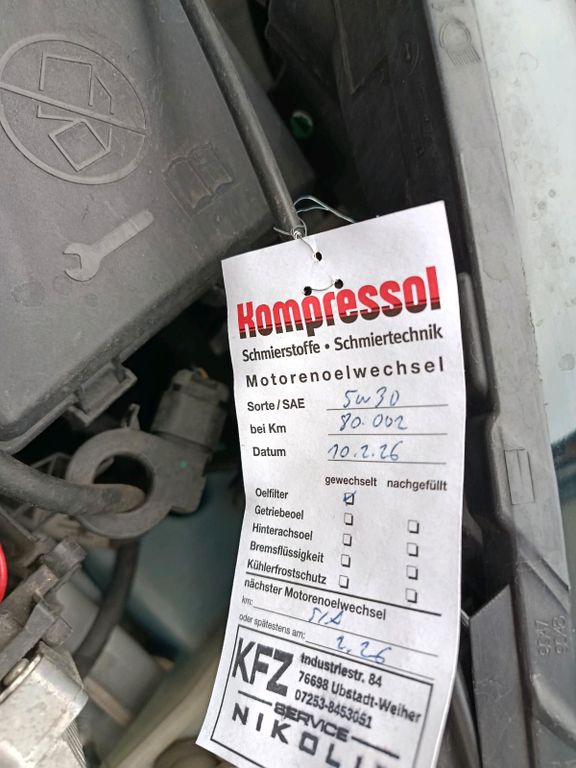 Kompressol
Schmierstoffe • Schmiertechnik
Motorenoelwechsel
Sorte/SAE 5W30
bei Km 80.002
Datum 10.2.26
gewechselt nachgefüllt
Oelfilter
Getriebeoel
Hinterachsoel
Bremsflüssigkeit
Kühlerfrostschutz
nächster Motorenoelwechsel
km:
oder spätestens am: 2.26
KFZ
Industriestr. 84
76698 Ubstadt-Weiher
07253-8453051
SERVICE